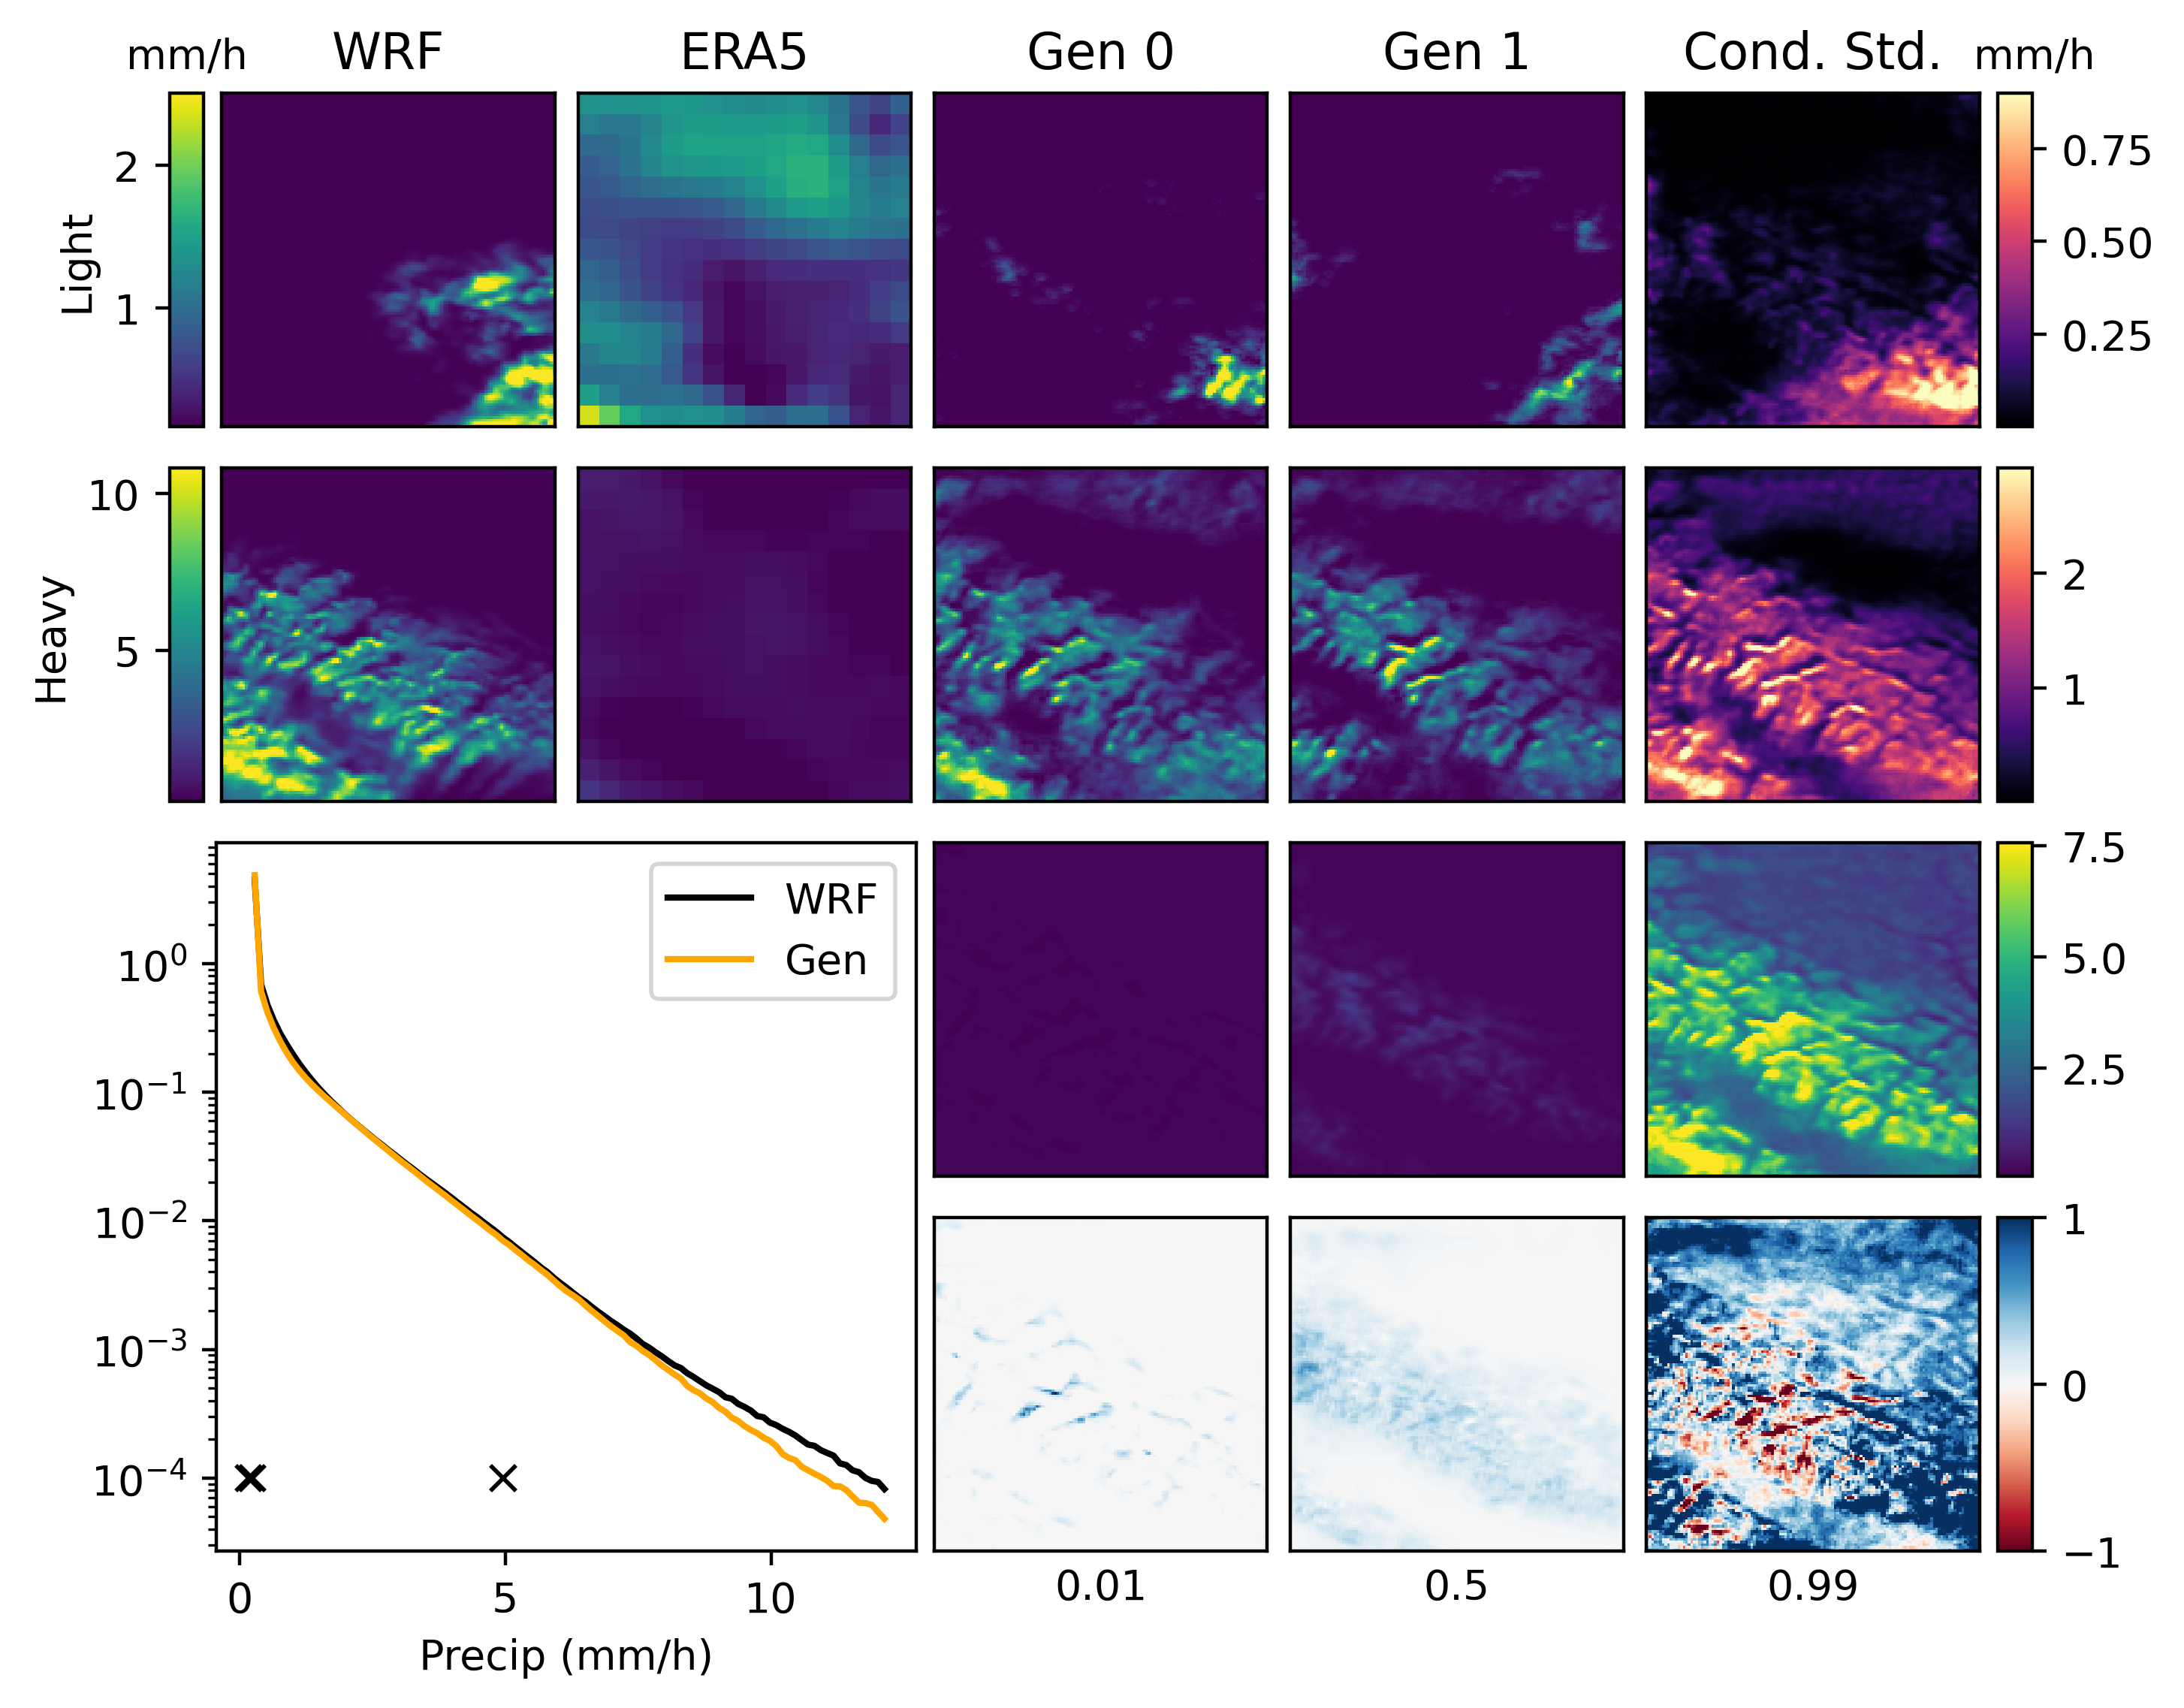 mm/h WRF ERA5 Gen 0 Gen 1 Cond. Std. mm/h
2
1
Light
0.75
0.50
0.25
10
5
Heavy
2
1
WRF
Gen
10⁰
10⁻¹
10⁻²
10⁻³
10⁻⁴
0 5 10
Precip (mm/h)
7.5
5.0
2.5
1
0
−1
0.01 0.5 0.99